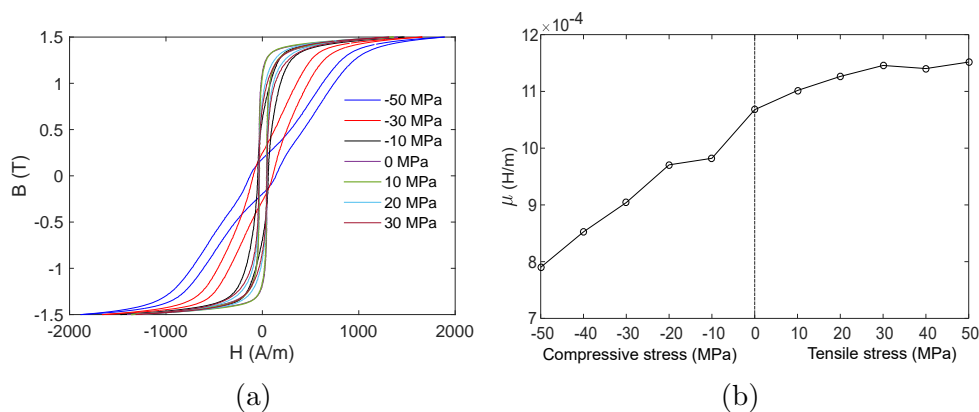 1.5
1
0.5
0
-0.5
-1
-1.5
B (T)
-2000 -1000 0 1000 2000
H (A/m)
-50 MPa
-30 MPa
-10 MPa
0 MPa
10 MPa
20 MPa
30 MPa
(a)
12 ×10-4
11
10
9
8
7
μ (H/m)
-50 -40 -30 -20 -10 0 10 20 30 40 50
Compressive stress (MPa) Tensile stress (MPa)
(b)